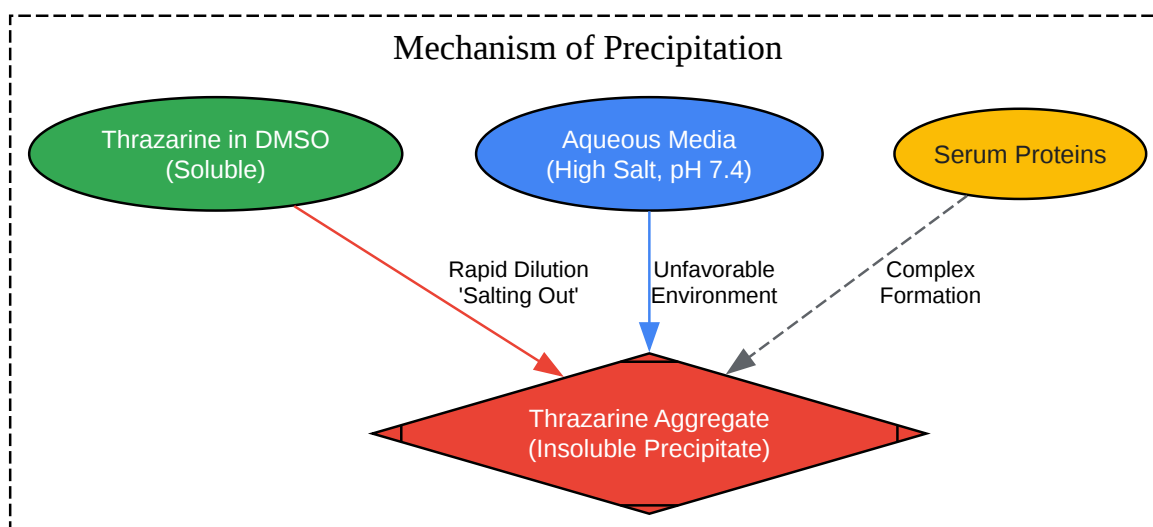 Mechanism of Precipitation
Thrazarine in DMSO
(Soluble)
Aqueous Media
(High Salt, pH 7.4)
Serum Proteins
Rapid Dilution
'Salting Out'
Unfavorable
Environment
Complex
Formation
Thrazarine Aggregate
(Insoluble Precipitate)